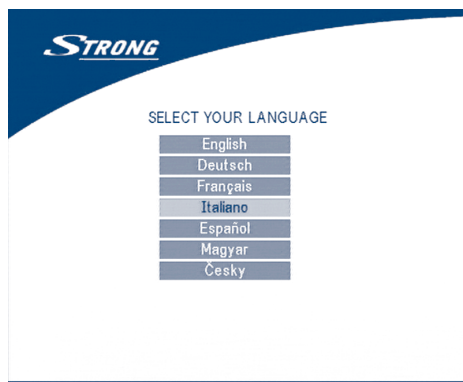 STRONG
SELECT YOUR LANGUAGE
English
Deutsch
Français
Italiano
Español
Magyar
Česky